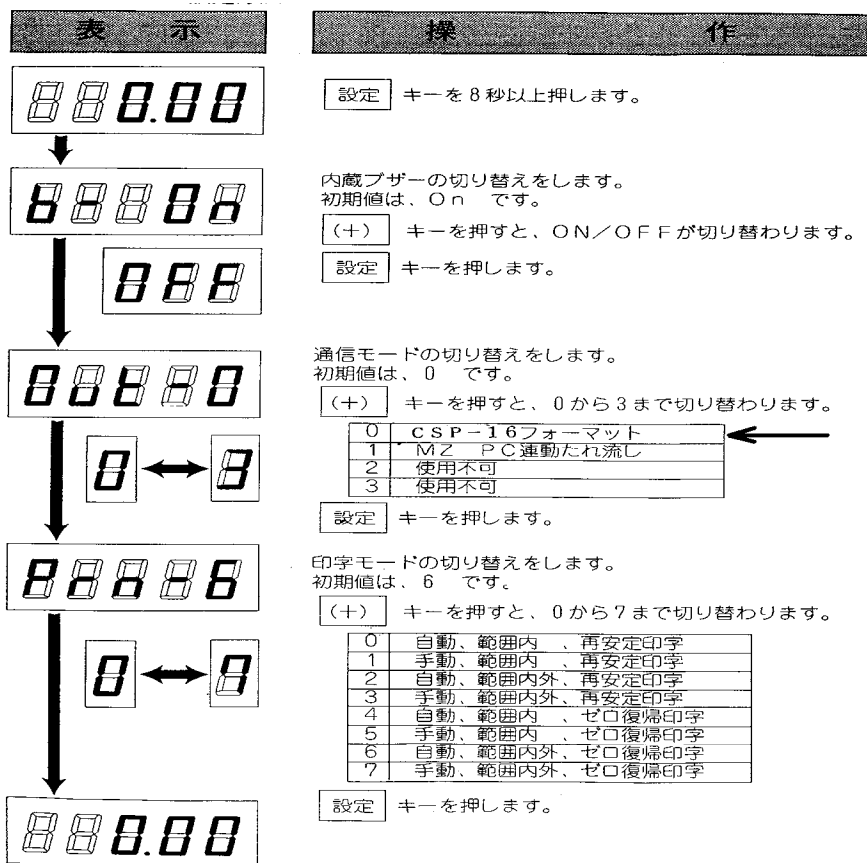 表 示
操 作
0.00
設定 キーを8秒以上押します。
b- On
内蔵ブザーの切り替えをします。
初期値は、On です。
(+) キーを押すと、ON/OFFが切り替わります。
OFF
設定 キーを押します。
Out-0
通信モードの切り替えをします。
初期値は、0 です。
(+) キーを押すと、0から3まで切り替わります。
0 CSP-16フォーマット
1 MZ PC連動たれ流し
2 使用不可
3 使用不可
0 3
設定 キーを押します。
Prn-6
印字モードの切り替えをします。
初期値は、6 です。
(+) キーを押すと、0から7まで切り替わります。
0 自動、範囲内 、再安定印字
1 手動、範囲内 、再安定印字
2 自動、範囲内外、再安定印字
3 手動、範囲内外、再安定印字
4 自動、範囲内 、ゼロ復帰印字
5 手動、範囲内 、ゼロ復帰印字
6 自動、範囲内外、ゼロ復帰印字
7 手動、範囲内外、ゼロ復帰印字
0 7
設定 キーを押します。
0.00